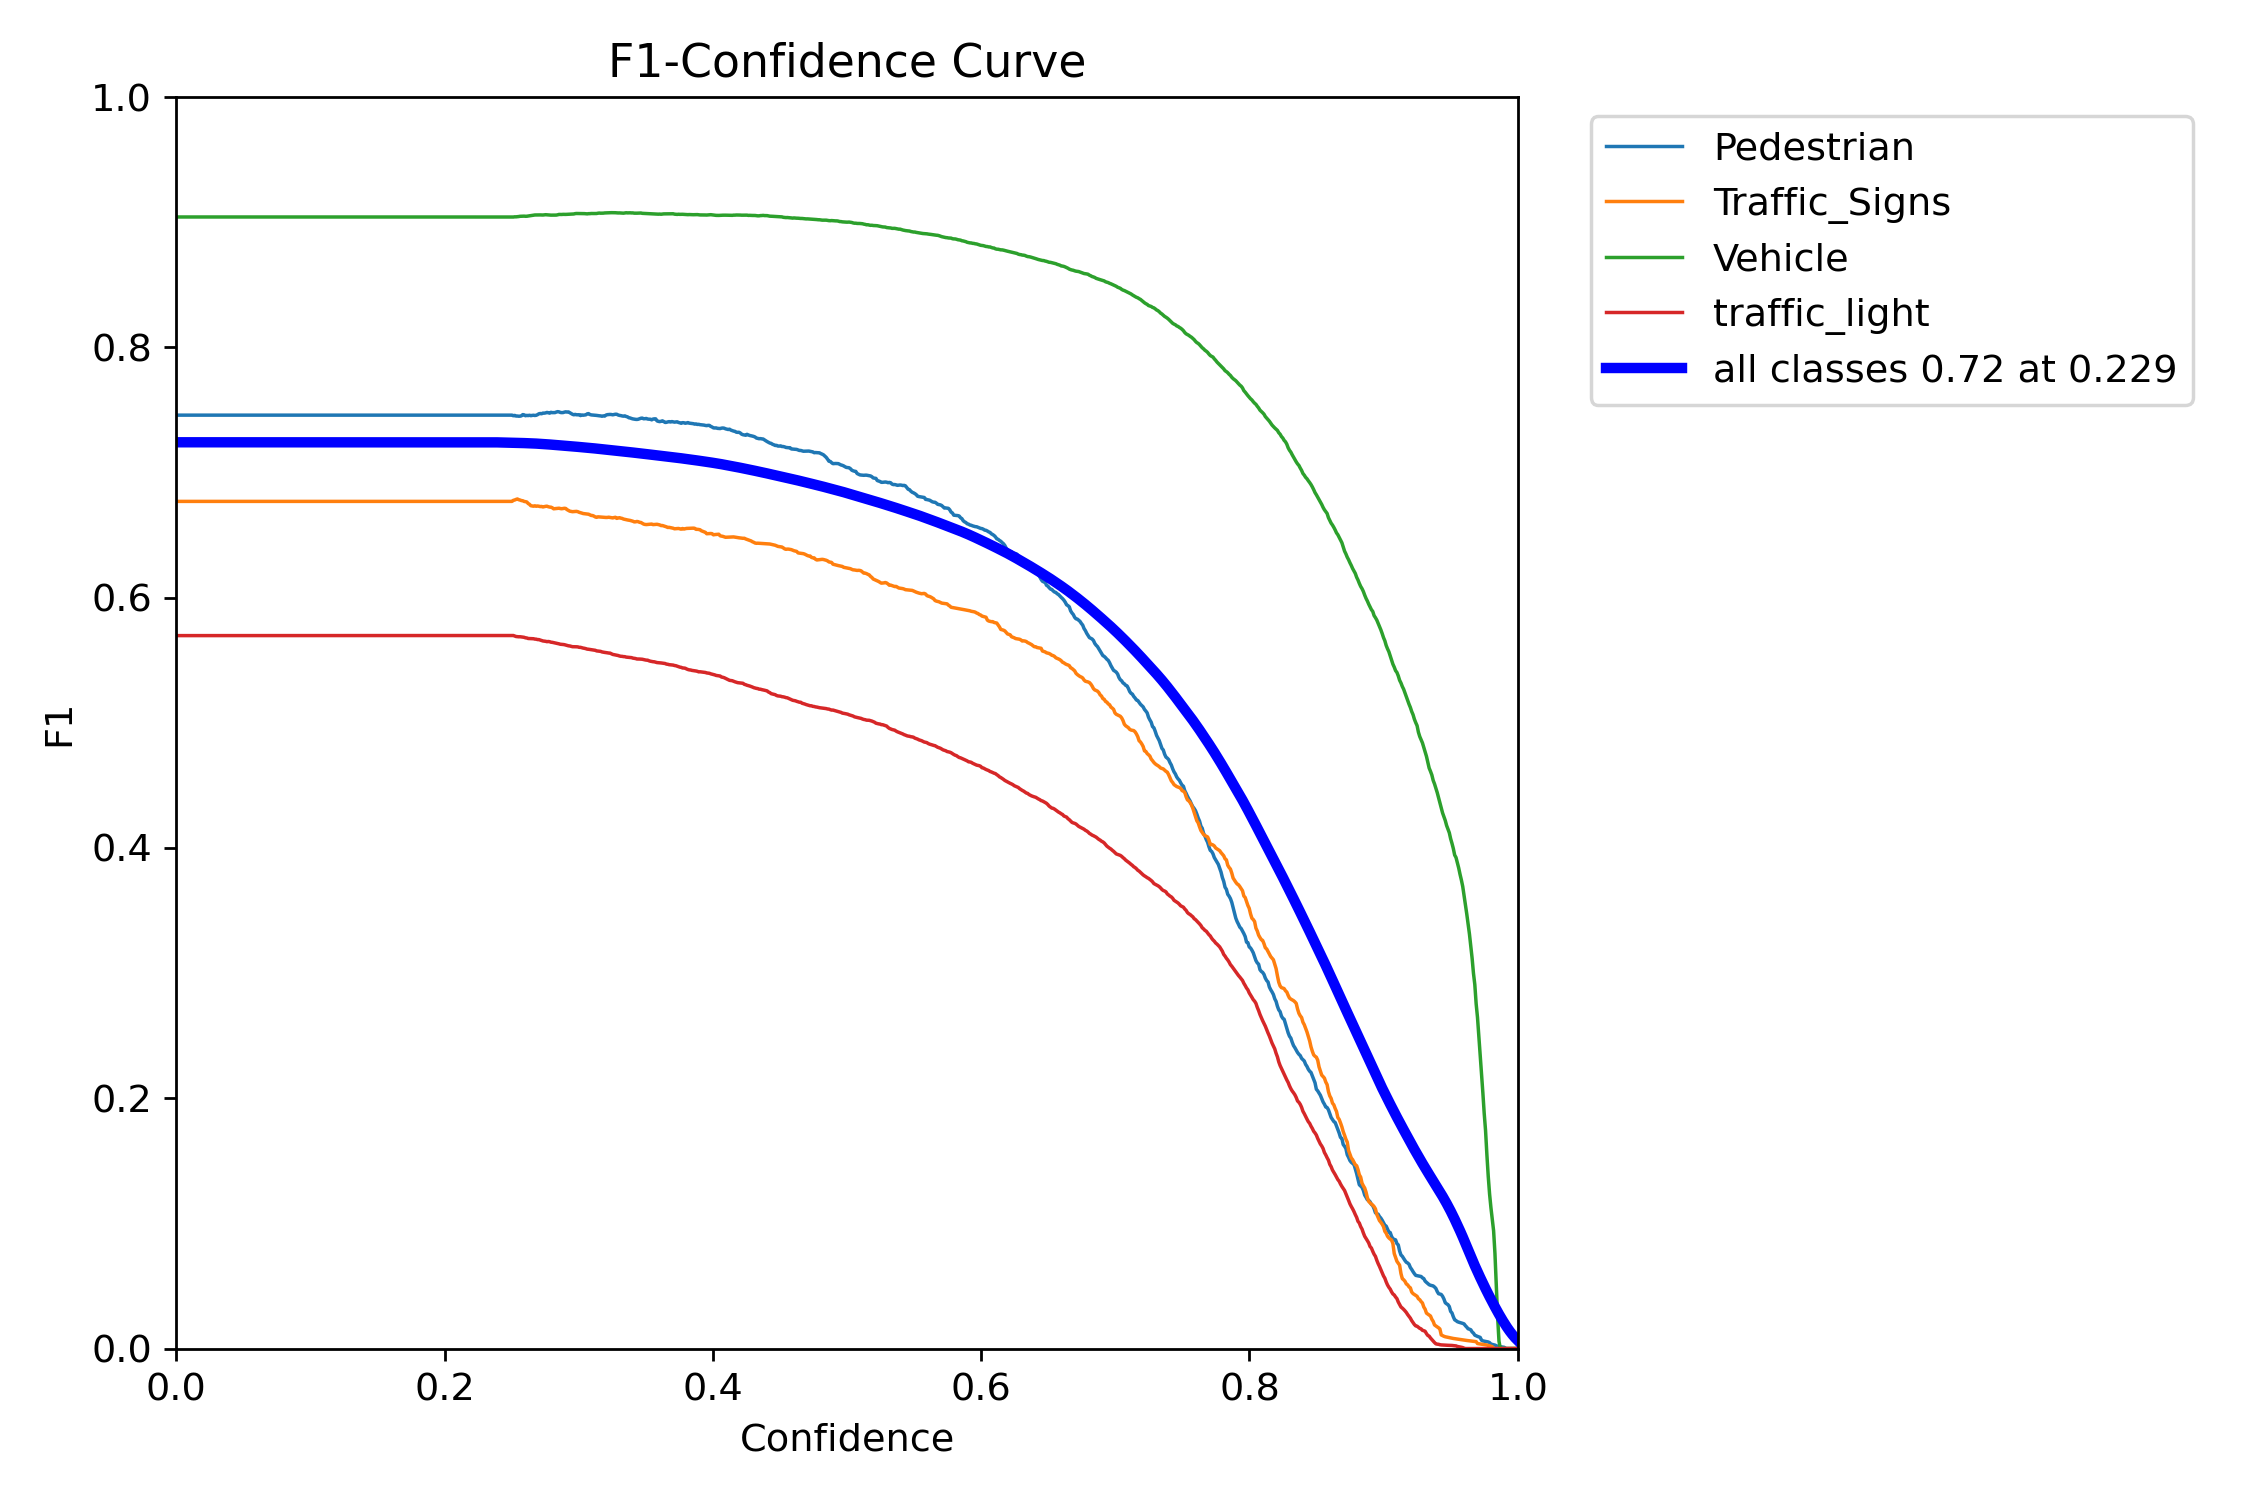 F1-Confidence Curve
1.0
0.8
0.6
0.4
0.2
0.0
F1
0.0 0.2 0.4 0.6 0.8 1.0
Confidence
Pedestrian
Traffic_Signs
Vehicle
traffic_light
all classes 0.72 at 0.229